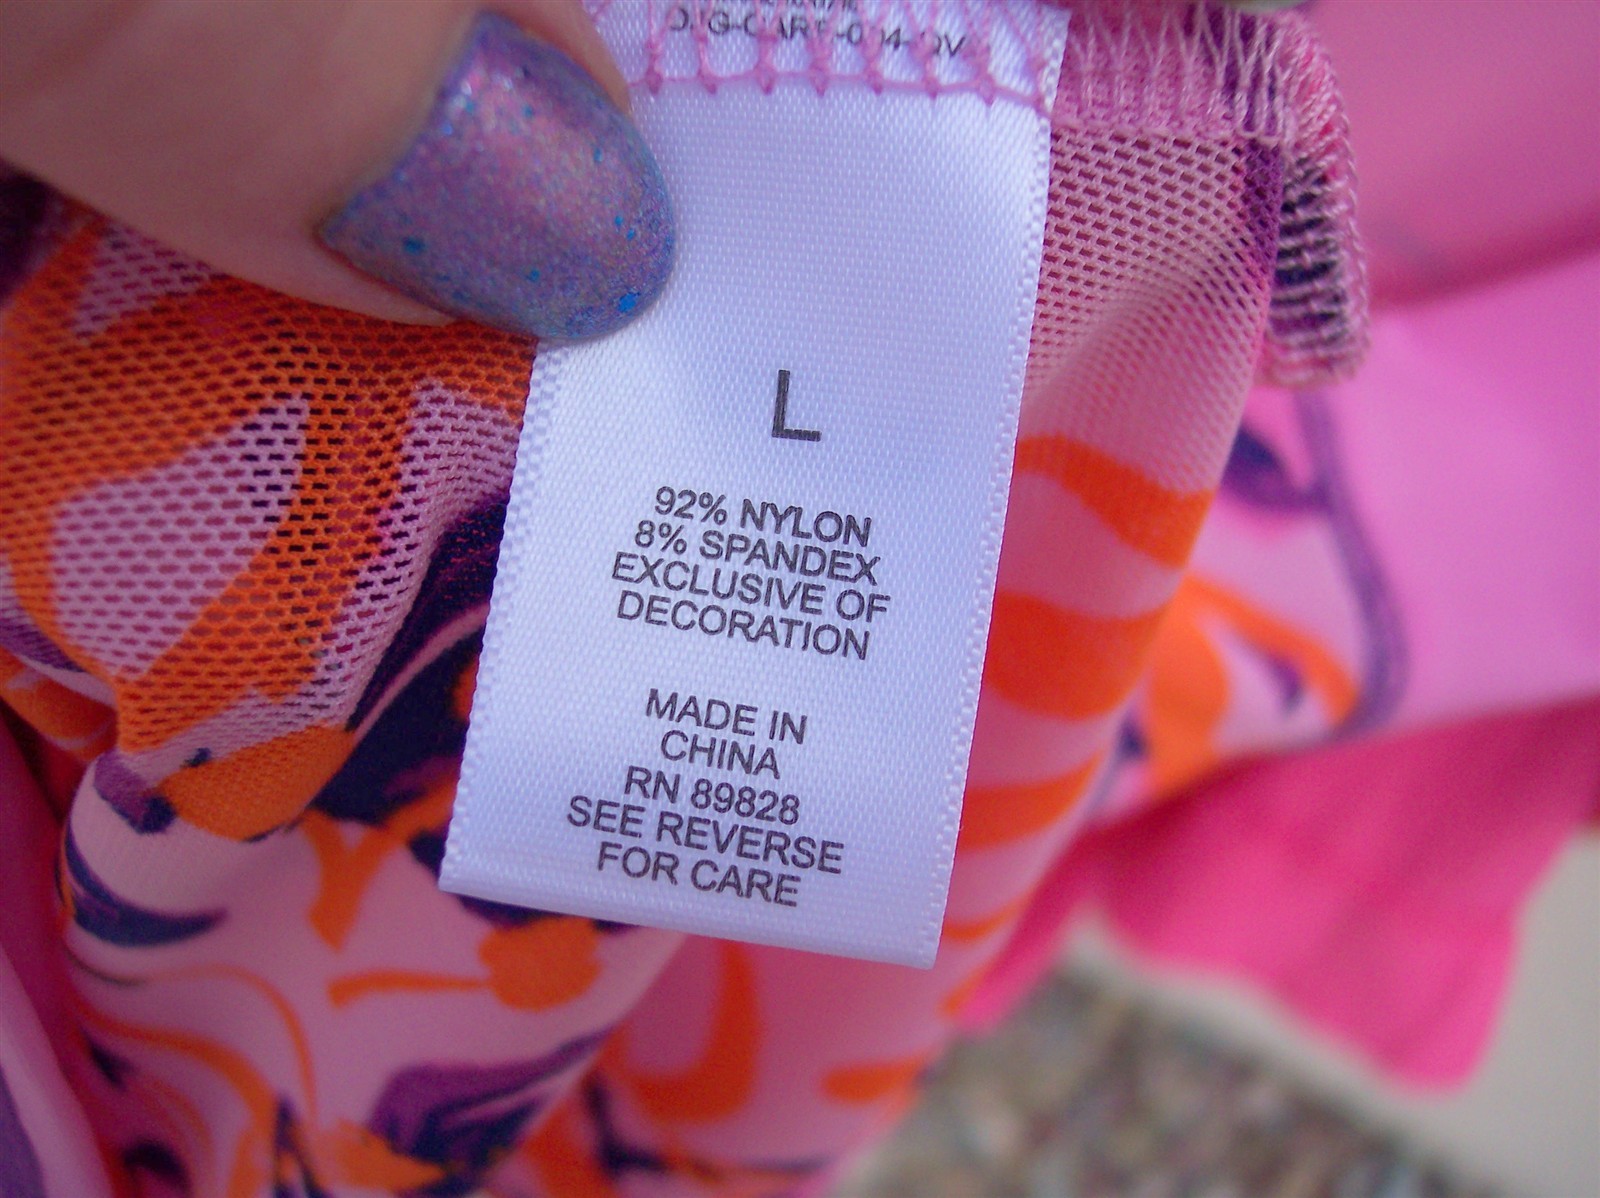 L
92% NYLON
8% SPANDEX
EXCLUSIVE OF
DECORATION
MADE IN
CHINA
RN 89828
SEE REVERSE
FOR CARE